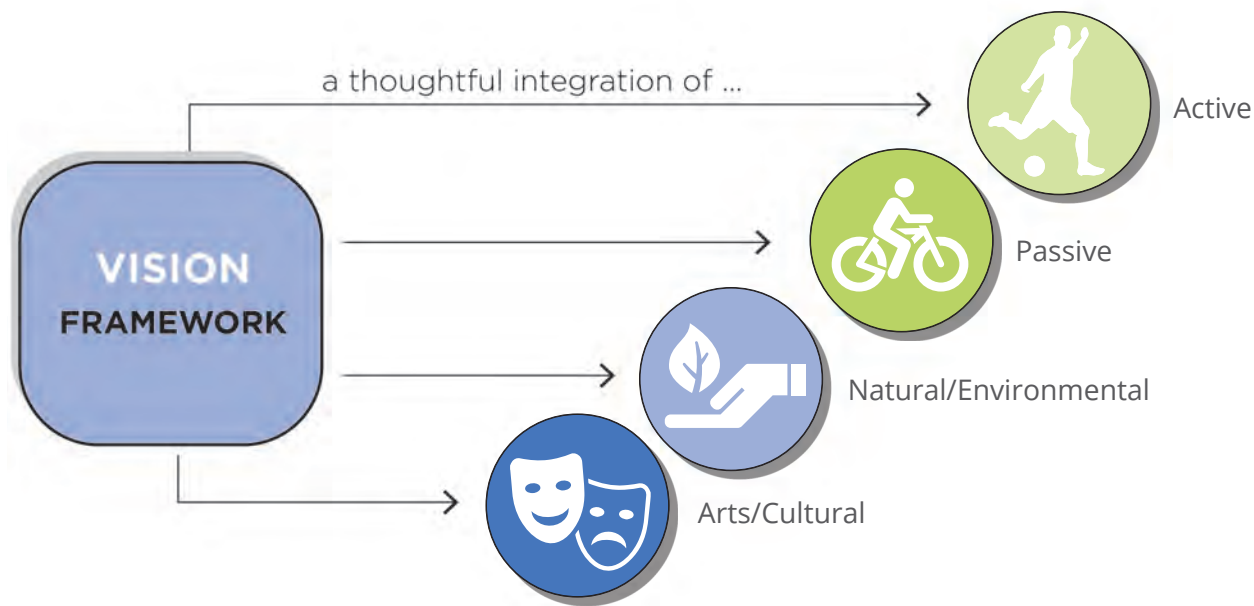 a thoughtful integration of ...
Active
Passive
VISION
FRAMEWORK
Natural/Environmental
Arts/Cultural